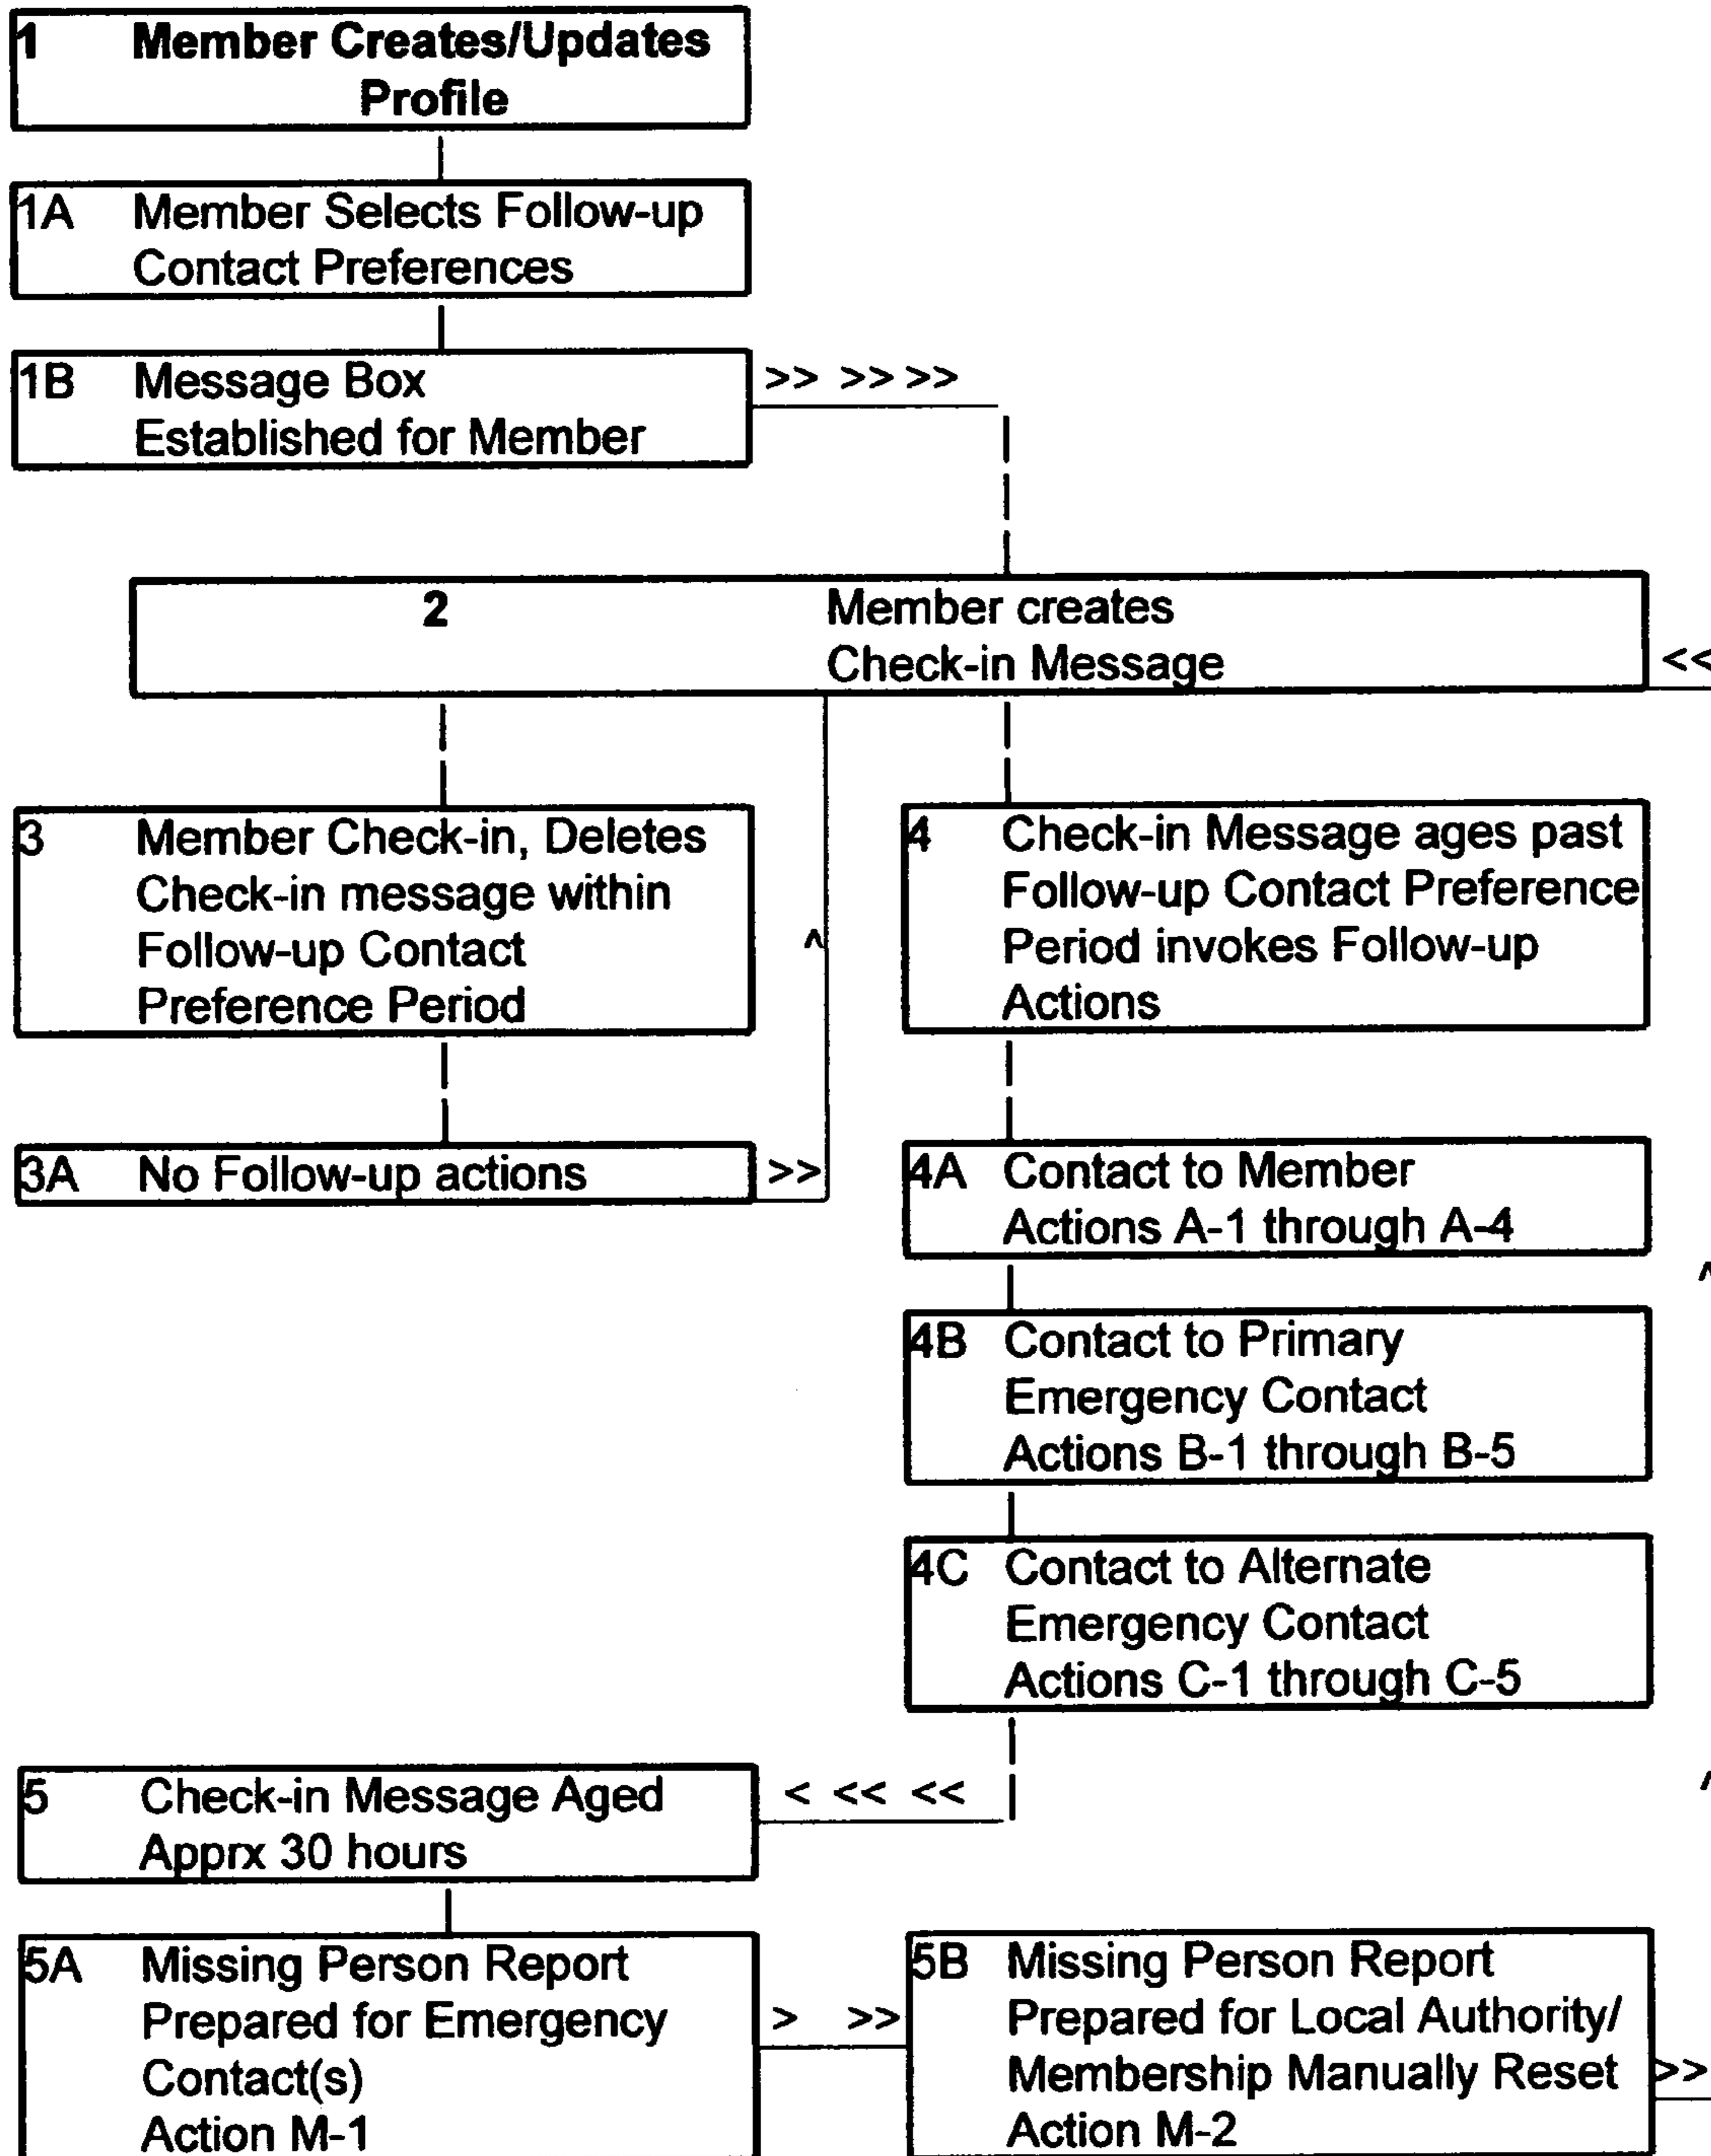 1 Member Creates/Updates
Profile
1A Member Selects Follow-up
Contact Preferences
1B Message Box
Established for Member
>> >> >>
2 Member creates
Check-in Message
<<
3 Member Check-in, Deletes
Check-in message within
Follow-up Contact
Preference Period
^
4 Check-in Message ages past
Follow-up Contact Preference
Period invokes Follow-up
Actions
3A No Follow-up actions
>>
4A Contact to Member
Actions A-1 through A-4
^
4B Contact to Primary
Emergency Contact
Actions B-1 through B-5
4C Contact to Alternate
Emergency Contact
Actions C-1 through C-5
^
5 Check-in Message Aged
Apprx 30 hours
< << <<
5A Missing Person Report
Prepared for Emergency
Contact(s)
Action M-1
> >>
5B Missing Person Report
Prepared for Local Authority/
Membership Manually Reset
Action M-2
>>